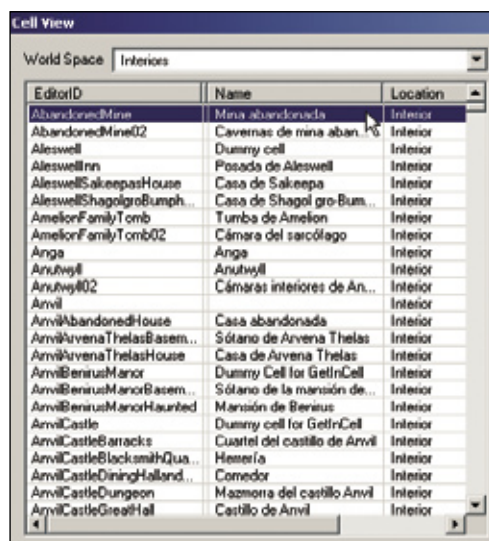 Cell View
World Space Interiors
EditorID Name Location
AbandonedMine Mina abandonada Interior
AbandonedMine02 Cavernas de mina aban... Interior
Aleswell Dummy cell Interior
AleswellInn Posada de Aleswell Interior
AleswellSakeepasHouse Casa de Sakeepa Interior
AleswellShagolgroBumph... Casa de Shagol gro-Bum... Interior
AmelionFamilyTomb Tumba de Amelion Interior
AmelionFamilyTomb02 Cámara del sarcófago Interior
Anga Anga Interior
Anutwyll Anutwyll Interior
Anutwyll02 Cámaras interiores de An... Interior
Anvil Interior
AnvilAbandonedHouse Casa abandonada Interior
AnvilArvenaThelasBasem... Sótano de Arvena Thelas Interior
AnvilArvenaThelasHouse Casa de Arvena Thelas Interior
AnvilBenirusManor Dummy Cell for GetInCell Interior
AnvilBenirusManorBasem... Sótano de la mansión de... Interior
AnvilBenirusManorHaunted Mansión de Benirus Interior
AnvilCastle Dummy cell for GetInCell Interior
AnvilCastleBarracks Cuartel del castillo de Anvil Interior
AnvilCastleBlacksmithQua... Herrería Interior
AnvilCastleDiningHalland... Comedor Interior
AnvilCastleDungeon Mazmorra del castillo Anvil Interior
AnvilCastleGreatHall Castillo de Anvil Interior